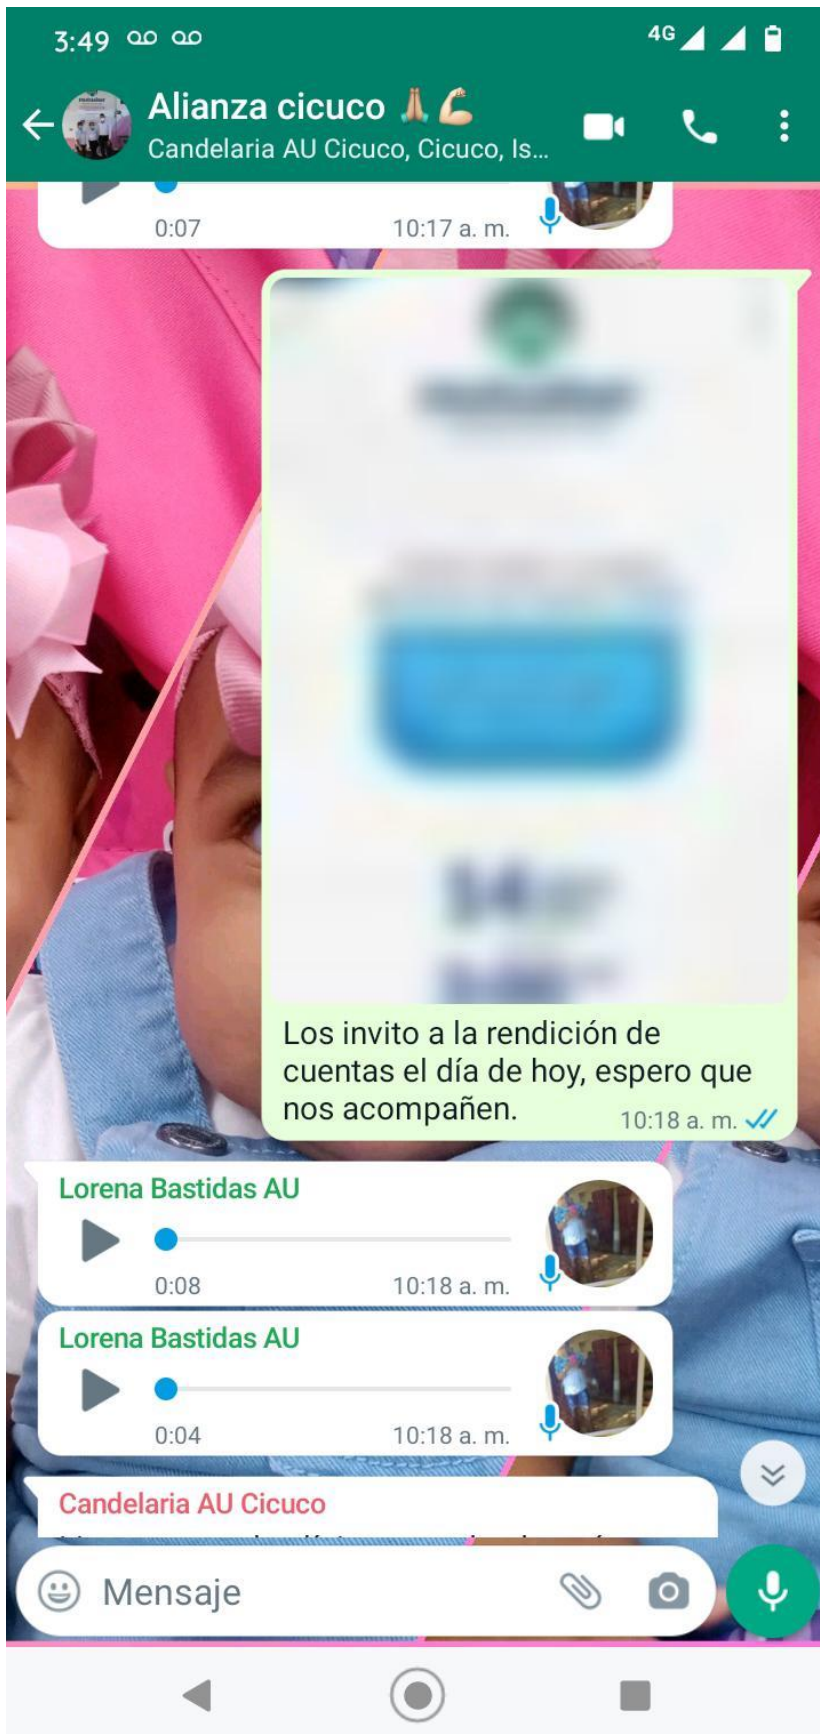 3:49
4G
Alianza cicuco 🙏💪
Candelaria AU Cicuco, Cicuco, Is...
0:07 10:17 a. m.
Los invito a la rendición de
cuentas el día de hoy, espero que
nos acompañen.
10:18 a. m.
Lorena Bastidas AU
0:08 10:18 a. m.
Lorena Bastidas AU
0:04 10:18 a. m.
Candelaria AU Cicuco
Mensaje